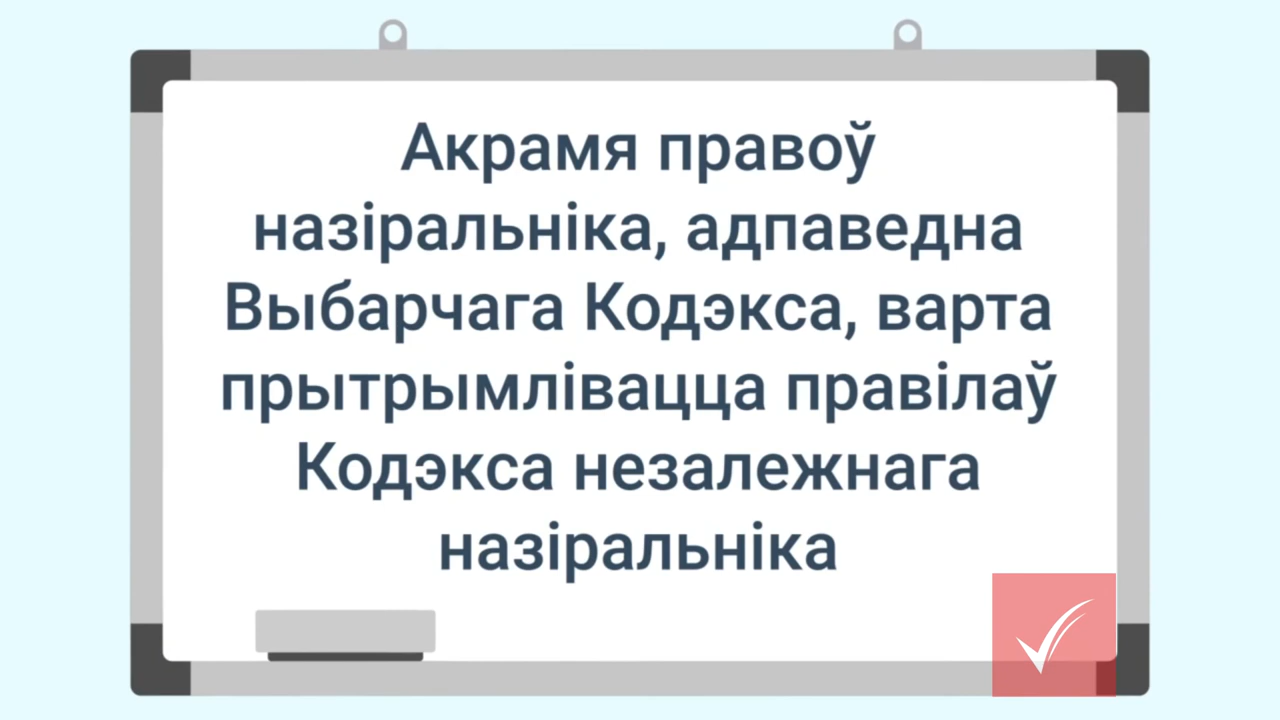 Акрамя правоў
назіральніка, адпаведна
Выбарчага Кодэкса, варта
прытрымлівацца правілаў
Кодэкса незалежнага
назіральніка